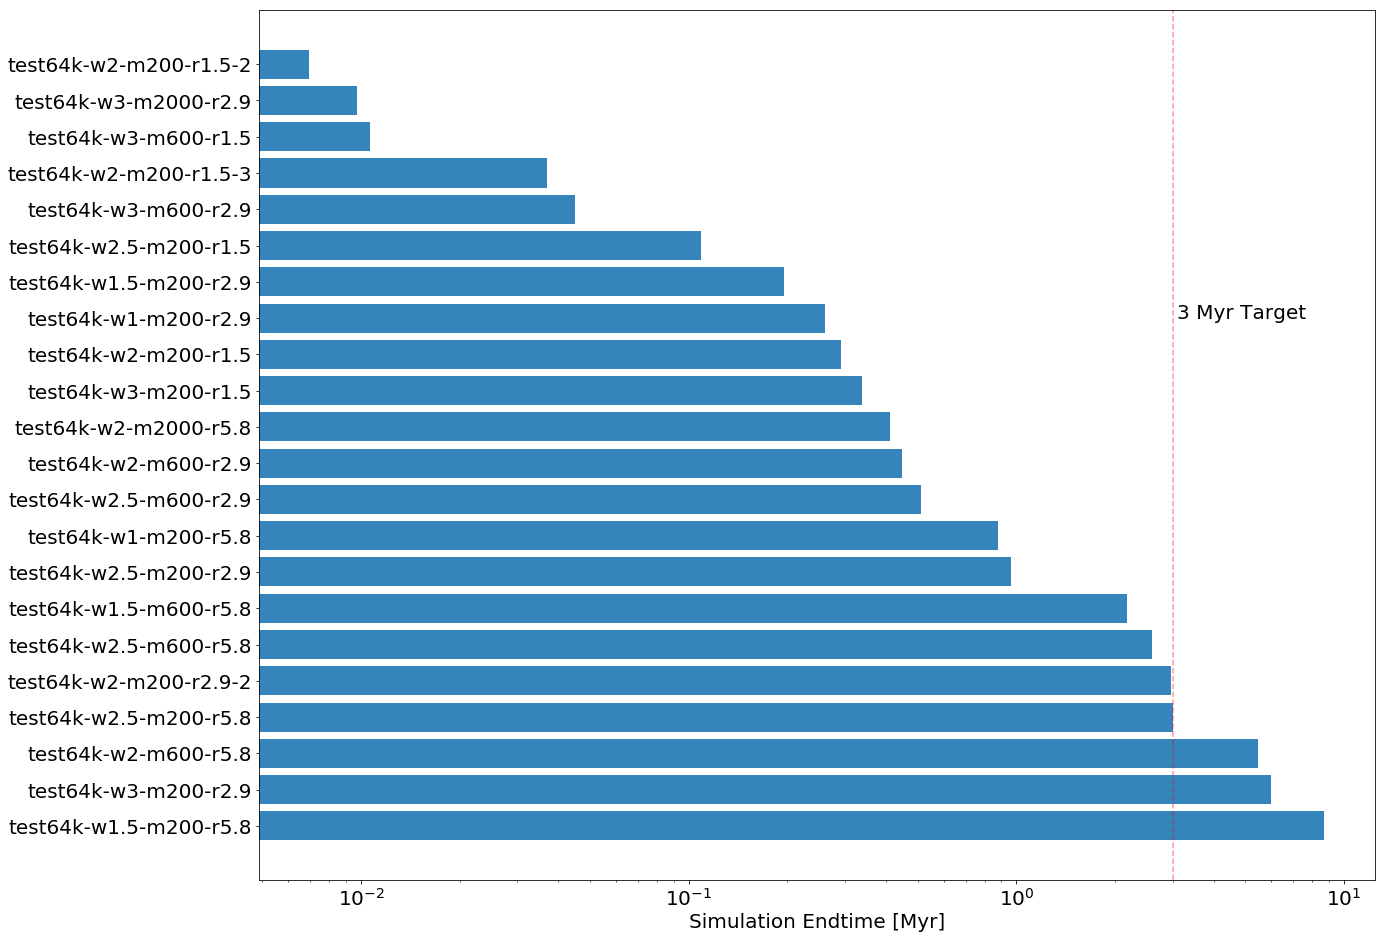 test64k-w2-m200-r1.5-2
test64k-w3-m2000-r2.9
test64k-w3-m600-r1.5
test64k-w2-m200-r1.5-3
test64k-w3-m600-r2.9
test64k-w2.5-m200-r1.5
test64k-w1.5-m200-r2.9
test64k-w1-m200-r2.9
3 Myr Target
test64k-w2-m200-r1.5
test64k-w3-m200-r1.5
test64k-w2-m2000-r5.8
test64k-w2-m600-r2.9
test64k-w2.5-m600-r2.9
test64k-w1-m200-r5.8
test64k-w2.5-m200-r2.9
test64k-w1.5-m600-r5.8
test64k-w2.5-m600-r5.8
test64k-w2-m200-r2.9-2
test64k-w2.5-m200-r5.8
test64k-w2-m600-r5.8
test64k-w3-m200-r2.9
test64k-w1.5-m200-r5.8
10⁻² 10⁻¹ 10⁰ 10¹
Simulation Endtime [Myr]